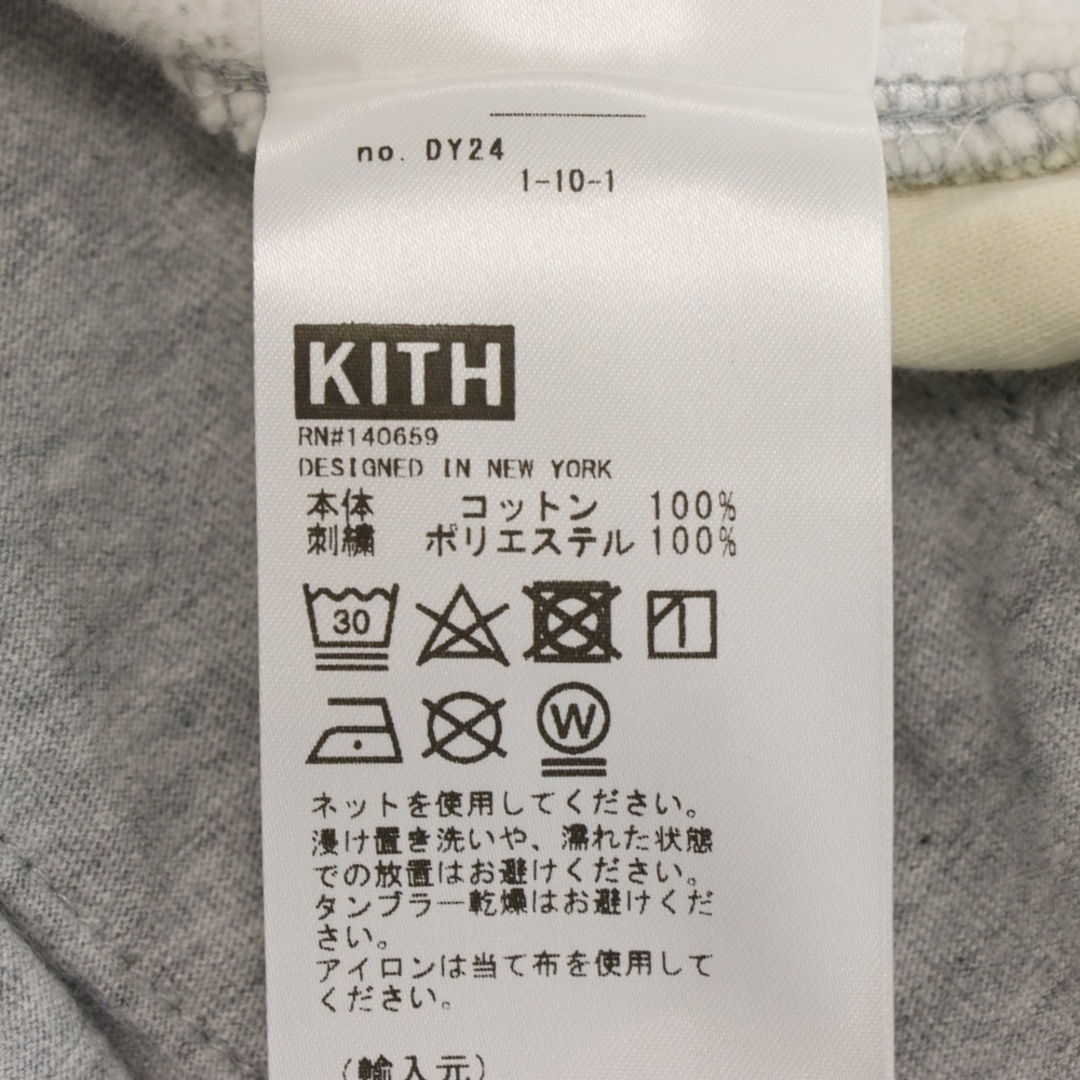 no. DY24
1-10-1
KITH
RN#140659
DESIGNED IN NEW YORK
本体 コットン 100%
刺繍 ポリエステル 100%
30
W
ネットを使用してください。
浸け置き洗いや、濡れた状態
での放置はお避けください。
タンブラー乾燥はお避けくだ
さい。
アイロンは当て布を使用して
ください。
(輸入元)